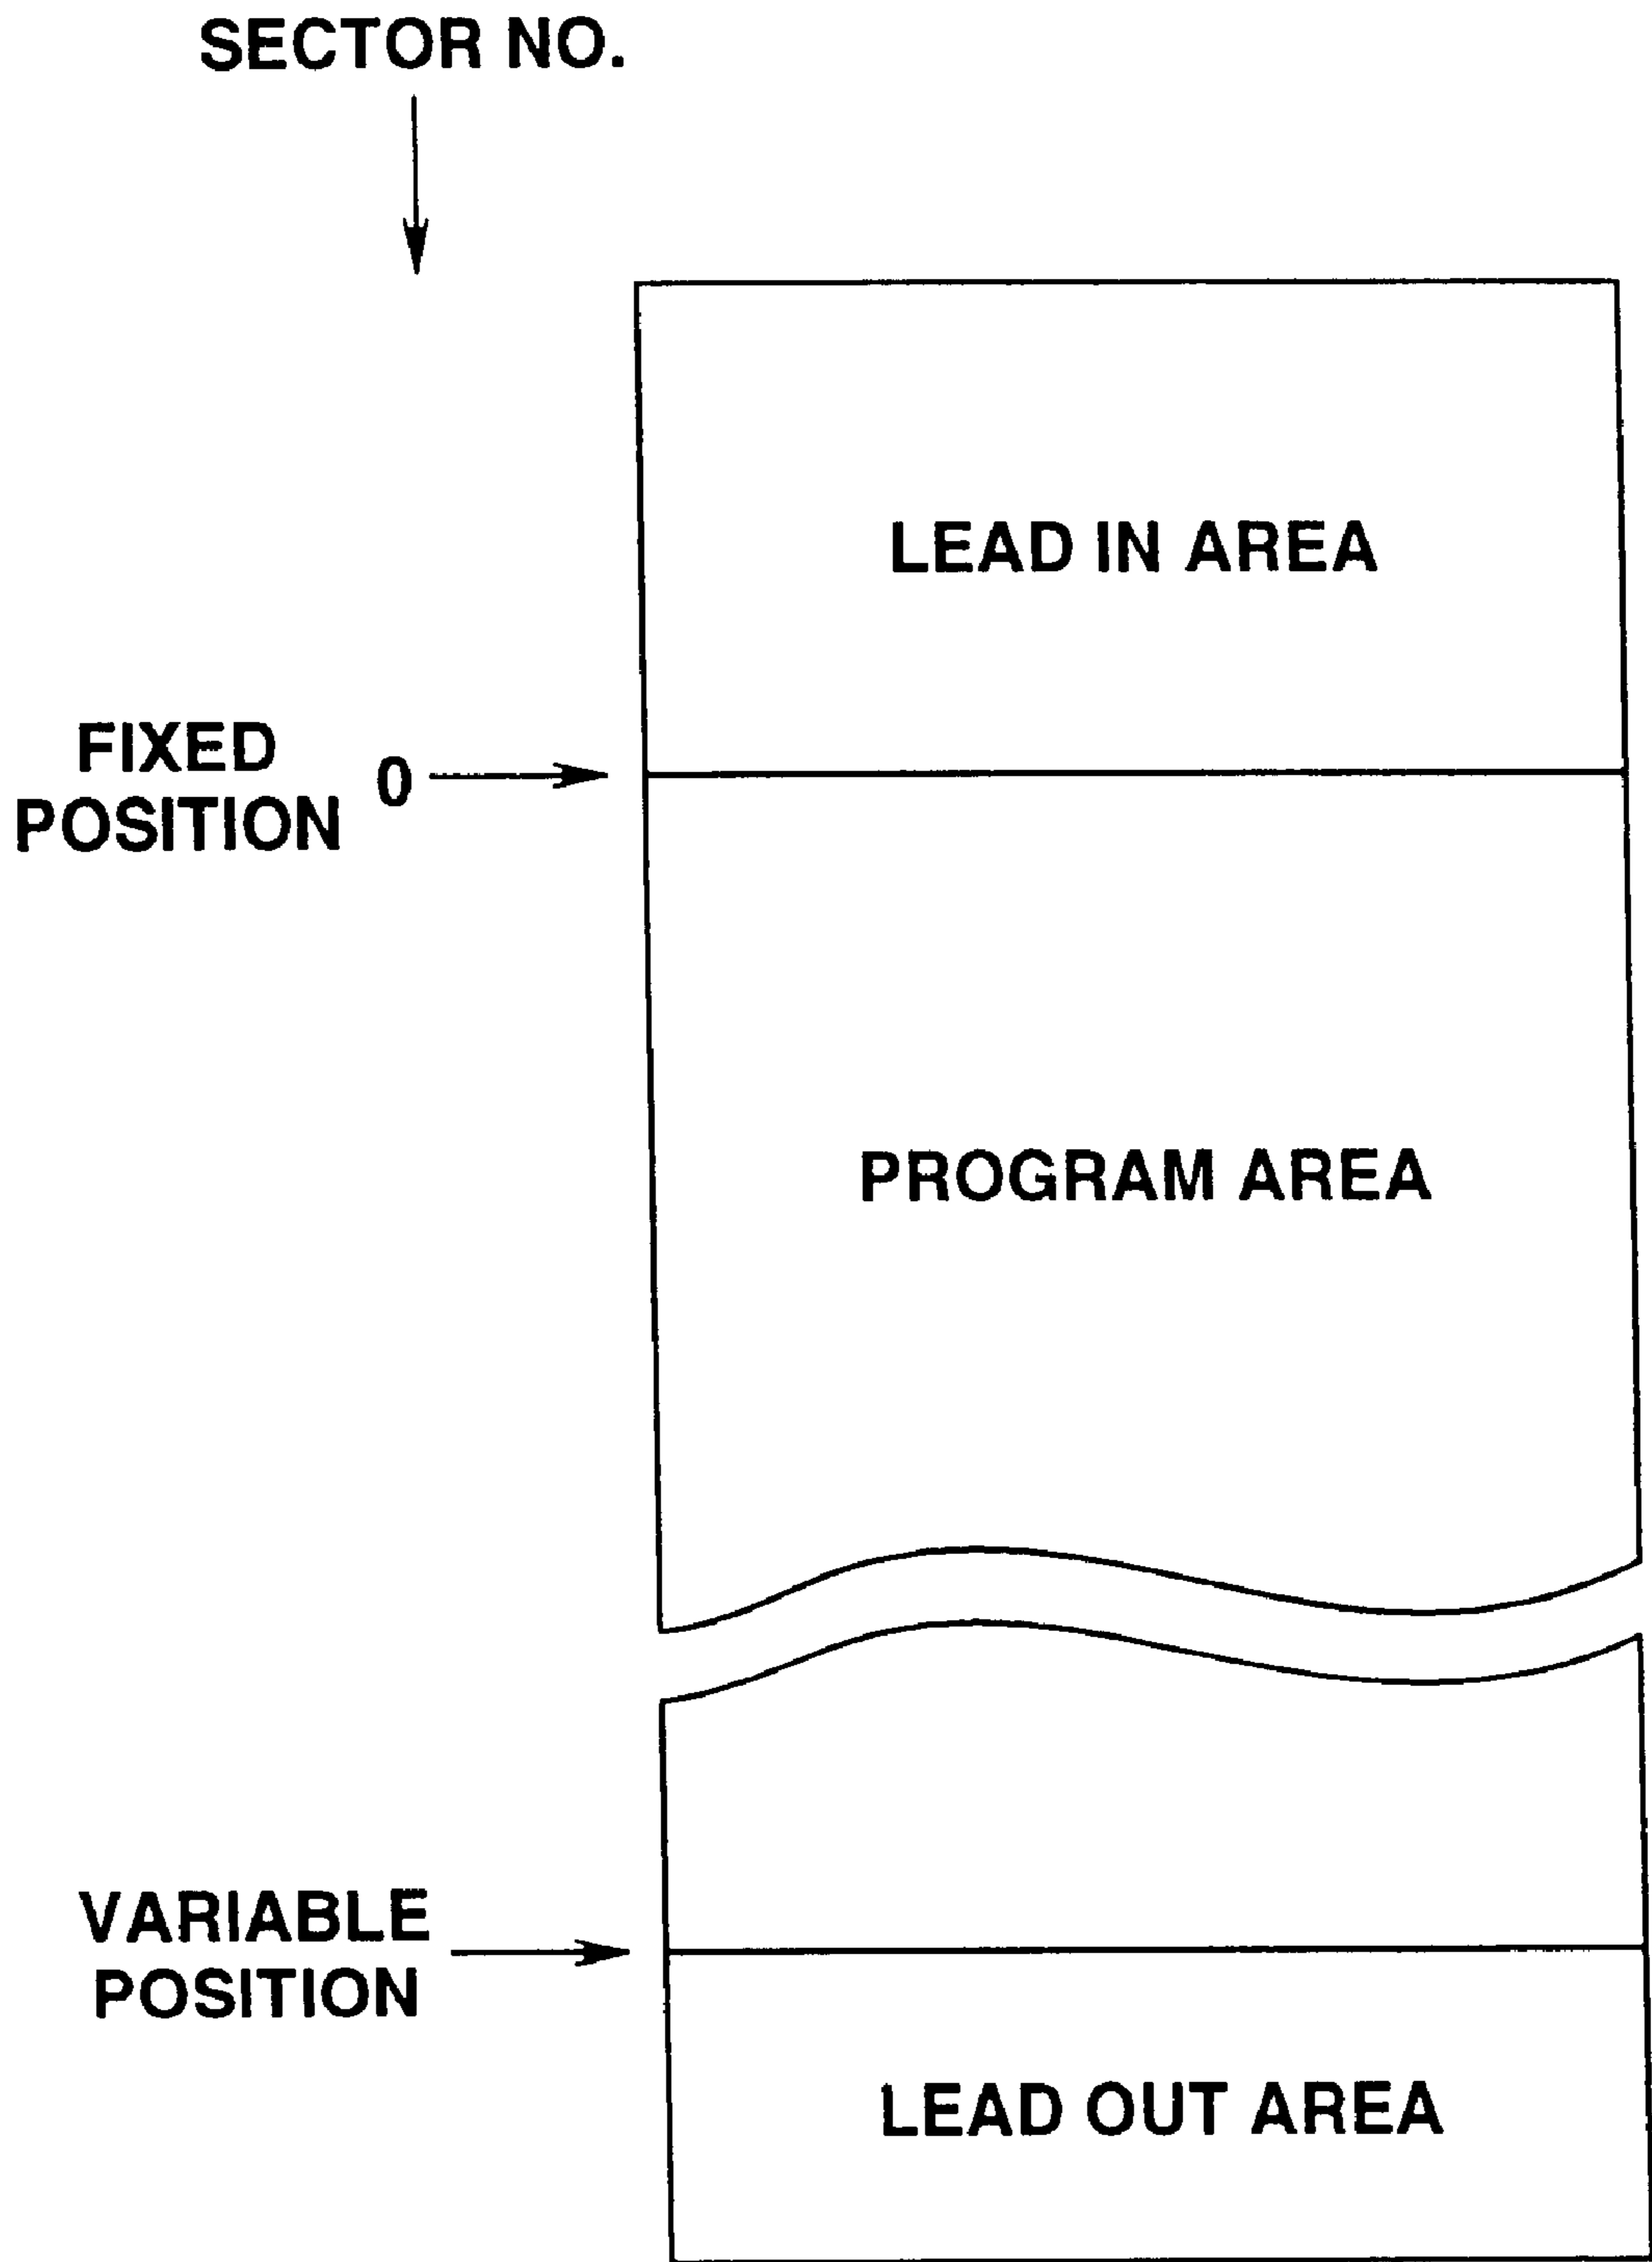 SECTOR NO.
LEAD IN AREA
FIXED
POSITION
0
PROGRAM AREA
VARIABLE
POSITION
LEAD OUT AREA